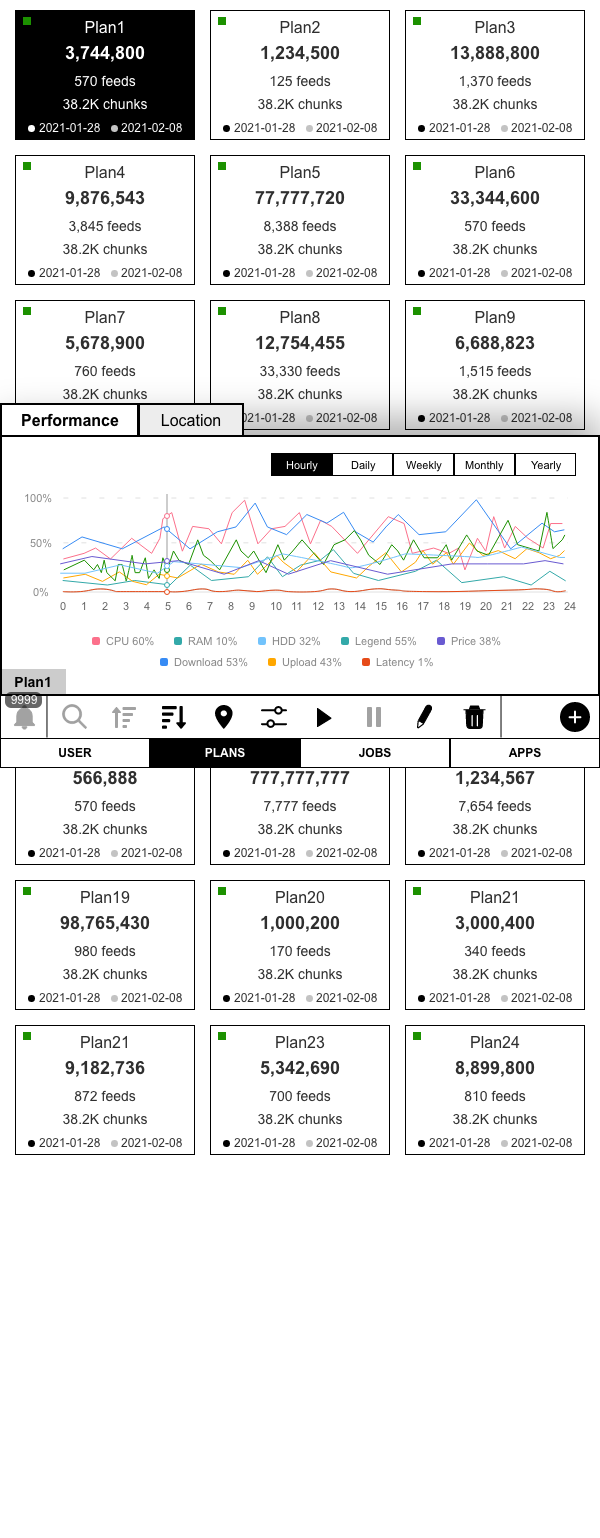 Plan1 Plan2 Plan3
3,744,800 1,234,500 13,888,800
570 feeds 125 feeds 1,370 feeds
38.2K chunks 38.2K chunks 38.2K chunks
2021-01-28 2021-02-08 2021-01-28 2021-02-08 2021-01-28 2021-02-08
Plan4 Plan5 Plan6
9,876,543 77,777,720 33,344,600
3,845 feeds 8,388 feeds 570 feeds
38.2K chunks 38.2K chunks 38.2K chunks
2021-01-28 2021-02-08 2021-01-28 2021-02-08 2021-01-28 2021-02-08
Plan7 Plan8 Plan9
5,678,900 12,754,455 6,688,823
760 feeds 33,330 feeds 1,515 feeds
38.2K chunks 38.2K chunks 38.2K chunks
2021-02-08 2021-01-28 2021-02-08
Performance Location
Hourly Daily Weekly Monthly Yearly
100%
50%
0%
0 1 2 3 4 5 6 7 8 9 10 11 12 13 14 15 16 17 18 19 20 21 22 23 24
CPU 60% RAM 10% HDD 32% Legend 55% Price 38%
Download 53% Upload 43% Latency 1%
Plan1
9999
USER PLANS JOBS APPS
566,888 777,777,777 1,234,567
570 feeds 7,777 feeds 7,654 feeds
38.2K chunks 38.2K chunks 38.2K chunks
2021-01-28 2021-02-08 2021-01-28 2021-02-08 2021-01-28 2021-02-08
Plan19 Plan20 Plan21
98,765,430 1,000,200 3,000,400
980 feeds 170 feeds 340 feeds
38.2K chunks 38.2K chunks 38.2K chunks
2021-01-28 2021-02-08 2021-01-28 2021-02-08 2021-01-28 2021-02-08
Plan21 Plan23 Plan24
9,182,736 5,342,690 8,899,800
872 feeds 700 feeds 810 feeds
38.2K chunks 38.2K chunks 38.2K chunks
2021-01-28 2021-02-08 2021-01-28 2021-02-08 2021-01-28 2021-02-08